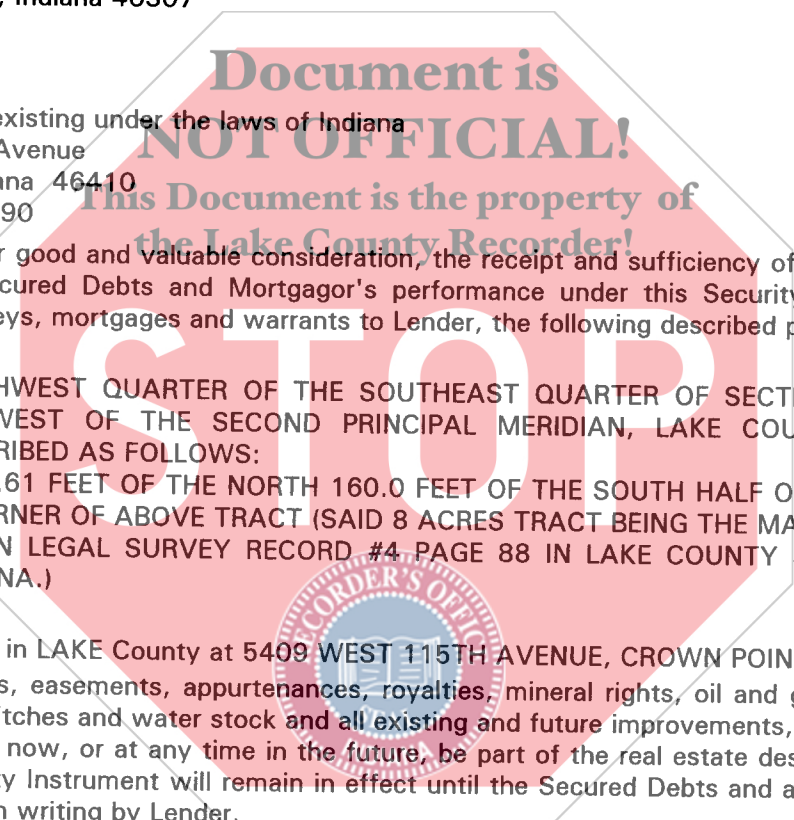 , Indiana 46307
Document is
existing under the laws of Indiana
NOT OFFICIAL!
Avenue
ana 46410
This Document is the property of
90
the Lake County Recorder!
r good and valuable consideration, the receipt and sufficiency of
cured Debts and Mortgagor's performance under this Security
eys, mortgages and warrants to Lender, the following described p
STOP
HWEST QUARTER OF THE SOUTHEAST QUARTER OF SECTI
WEST OF THE SECOND PRINCIPAL MERIDIAN, LAKE COU
RIBED AS FOLLOWS:
.61 FEET OF THE NORTH 160.0 FEET OF THE SOUTH HALF O
RNER OF ABOVE TRACT (SAID 8 ACRES TRACT BEING THE MA
N LEGAL SURVEY RECORD #4 PAGE 88 IN LAKE COUNTY
NA.)
RECORDER'S OFFICE
in LAKE County at 5409 WEST 115TH AVENUE, CROWN POIN
s, easements, appurtenances, royalties, mineral rights, oil and g
itches and water stock and all existing and future improvements,
now, or at any time in the future, be part of the real estate des
ty Instrument will remain in effect until the Secured Debts and a
n writing by Lender.